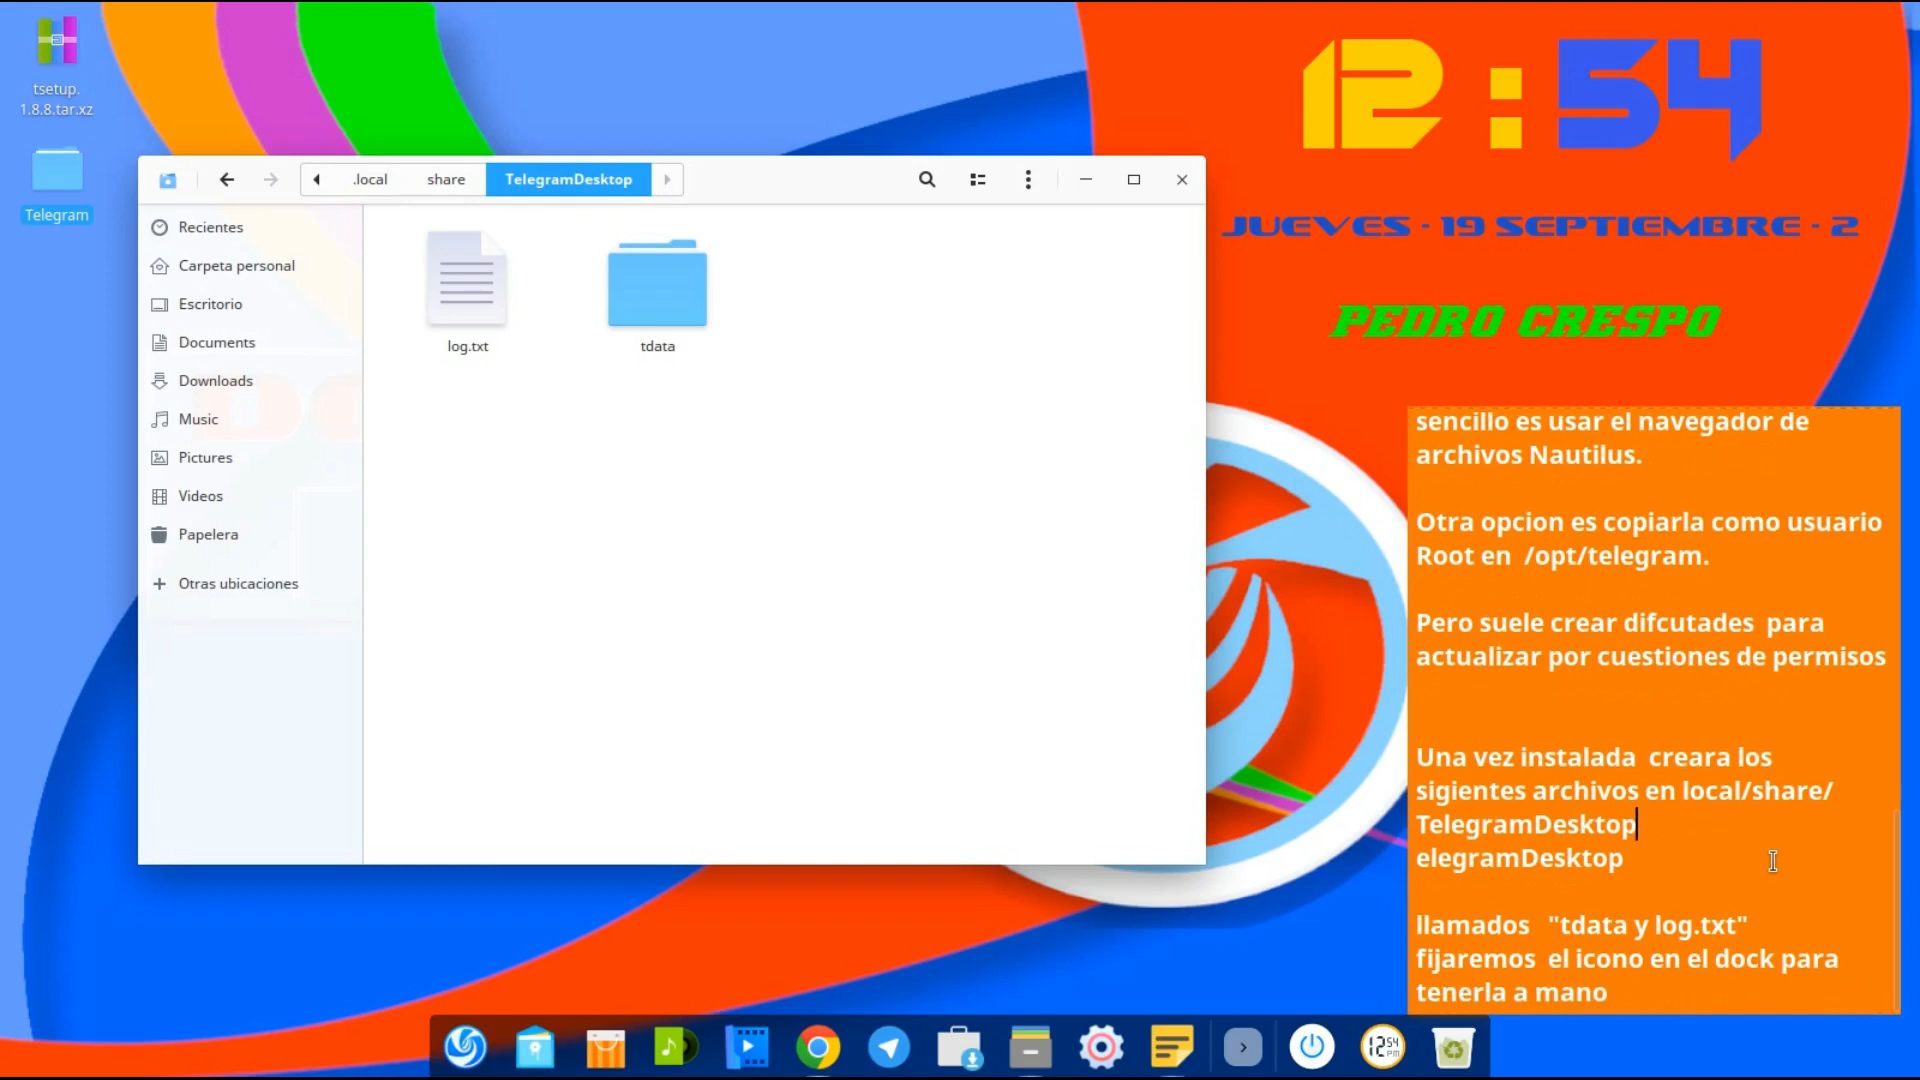 tsetup.
1.8.8.tar.xz
Telegram
.local
share
TelegramDesktop
Recientes
Carpeta personal
Escritorio
Documents
Downloads
Music
Pictures
Videos
Papelera
Otras ubicaciones
log.txt
tdata
12:54
JUEVES - 19 SEPTIEMBRE - 2
PEDRO CRESPO
sencillo es usar el navegador de
archivos Nautilus.
Otra opcion es copiarla como usuario
Root en  /opt/telegram.
Pero suele crear difcutades  para
actualizar por cuestiones de permisos
Una vez instalada  creara los
sigientes archivos en local/share/
TelegramDesktop
elegramDesktop
llamados   "tdata y log.txt"
fijaremos  el icono en el dock para
tenerla a mano
12 54
PM